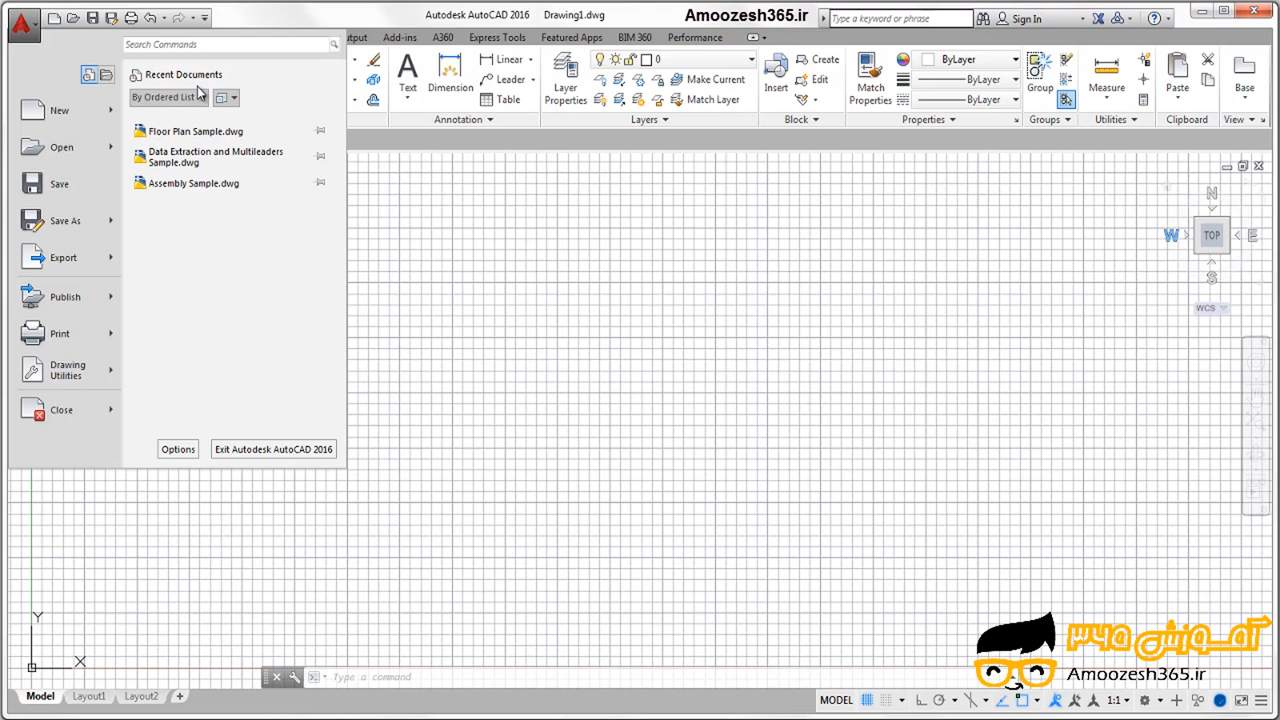 Autodesk AutoCAD 2016 Drawing1.dwg
Amoozesh365.ir
Type a keyword or phrase
Sign In
Search Commands
Add-ins A360 Express Tools Featured Apps BIM 360 Performance
Recent Documents
By Ordered List
New
Floor Plan Sample.dwg
Open
Data Extraction and Multileaders
Sample.dwg
Save
Assembly Sample.dwg
Save As
Export
Publish
Print
Drawing
Utilities
Close
Options
Exit Autodesk AutoCAD 2016
A
Text
Dimension
Linear
Leader
Table
Annotation
Layer
Properties
0
Make Current
Match Layer
Layers
Insert
Create
Edit
Block
Match
Properties
ByLayer
ByLayer
ByLayer
Properties
Group
Groups
Measure
Utilities
Paste
Clipboard
Base
View
N
W
TOP
E
S
WCS
Y
X
Type a command
آموزش ۳۶۵
Amoozesh365.ir
Model Layout1 Layout2 +
MODEL
1:1